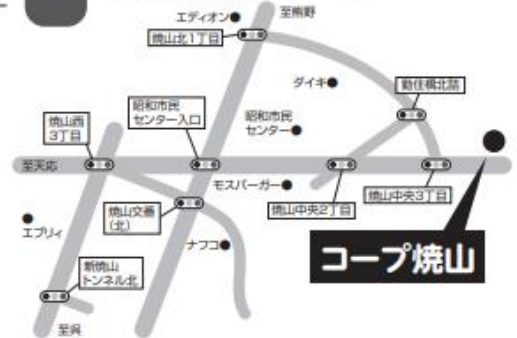 エディオン
至熊野
焼山北1丁目
ダイキ
勤住橋北詰
昭和市民
センター入口
昭和市民
センター
焼山西
3丁目
至天応
モスバーガー
焼山中央2丁目
焼山中央3丁目
焼山交番
(北)
エブリィ
ナフコ
コープ焼山
新焼山
トンネル北
至呉